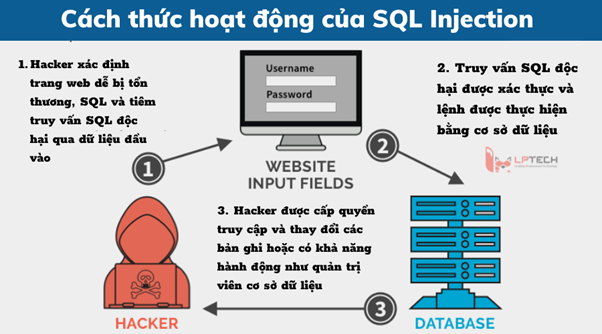 Cách thức hoạt động của SQL Injection
1. Hacker xác định
trang web dễ bị tổn
thương, SQL và tiêm
truy vấn SQL độc
hại qua dữ liệu đầu
vào
Username
Password
2. Truy vấn SQL độc
hại được xác thực và
lệnh được thực hiện
bằng cơ sở dữ liệu
LPTECH
1
2
WEBSITE
INPUT FIELDS
3. Hacker được cấp quyền
truy cập và thay đổi các
bản ghi hoặc có khả năng
hành động như quản trị
viên cơ sở dữ liệu
3
HACKER
DATABASE